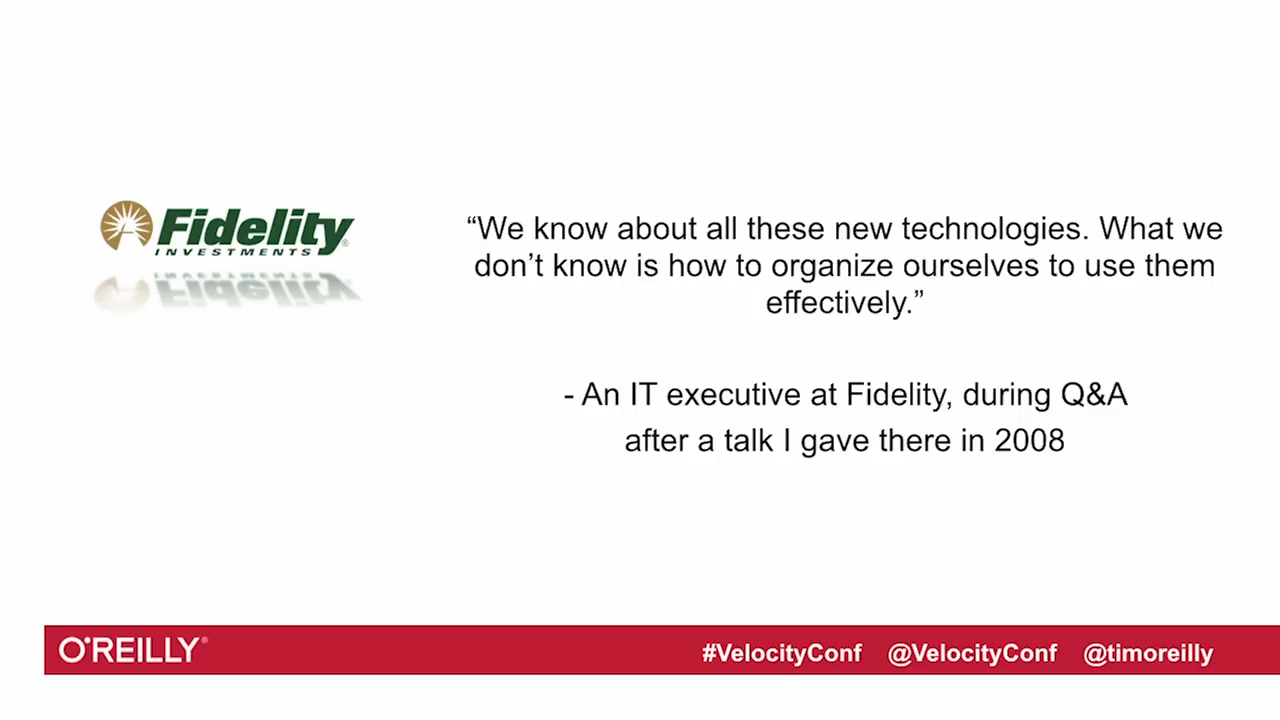 Fidelity
INVESTMENTS
“We know about all these new technologies. What we
don’t know is how to organize ourselves to use them
effectively.”
- An IT executive at Fidelity, during Q&A
after a talk I gave there in 2008
O'REILLY®
#VelocityConf @VelocityConf @timoreilly